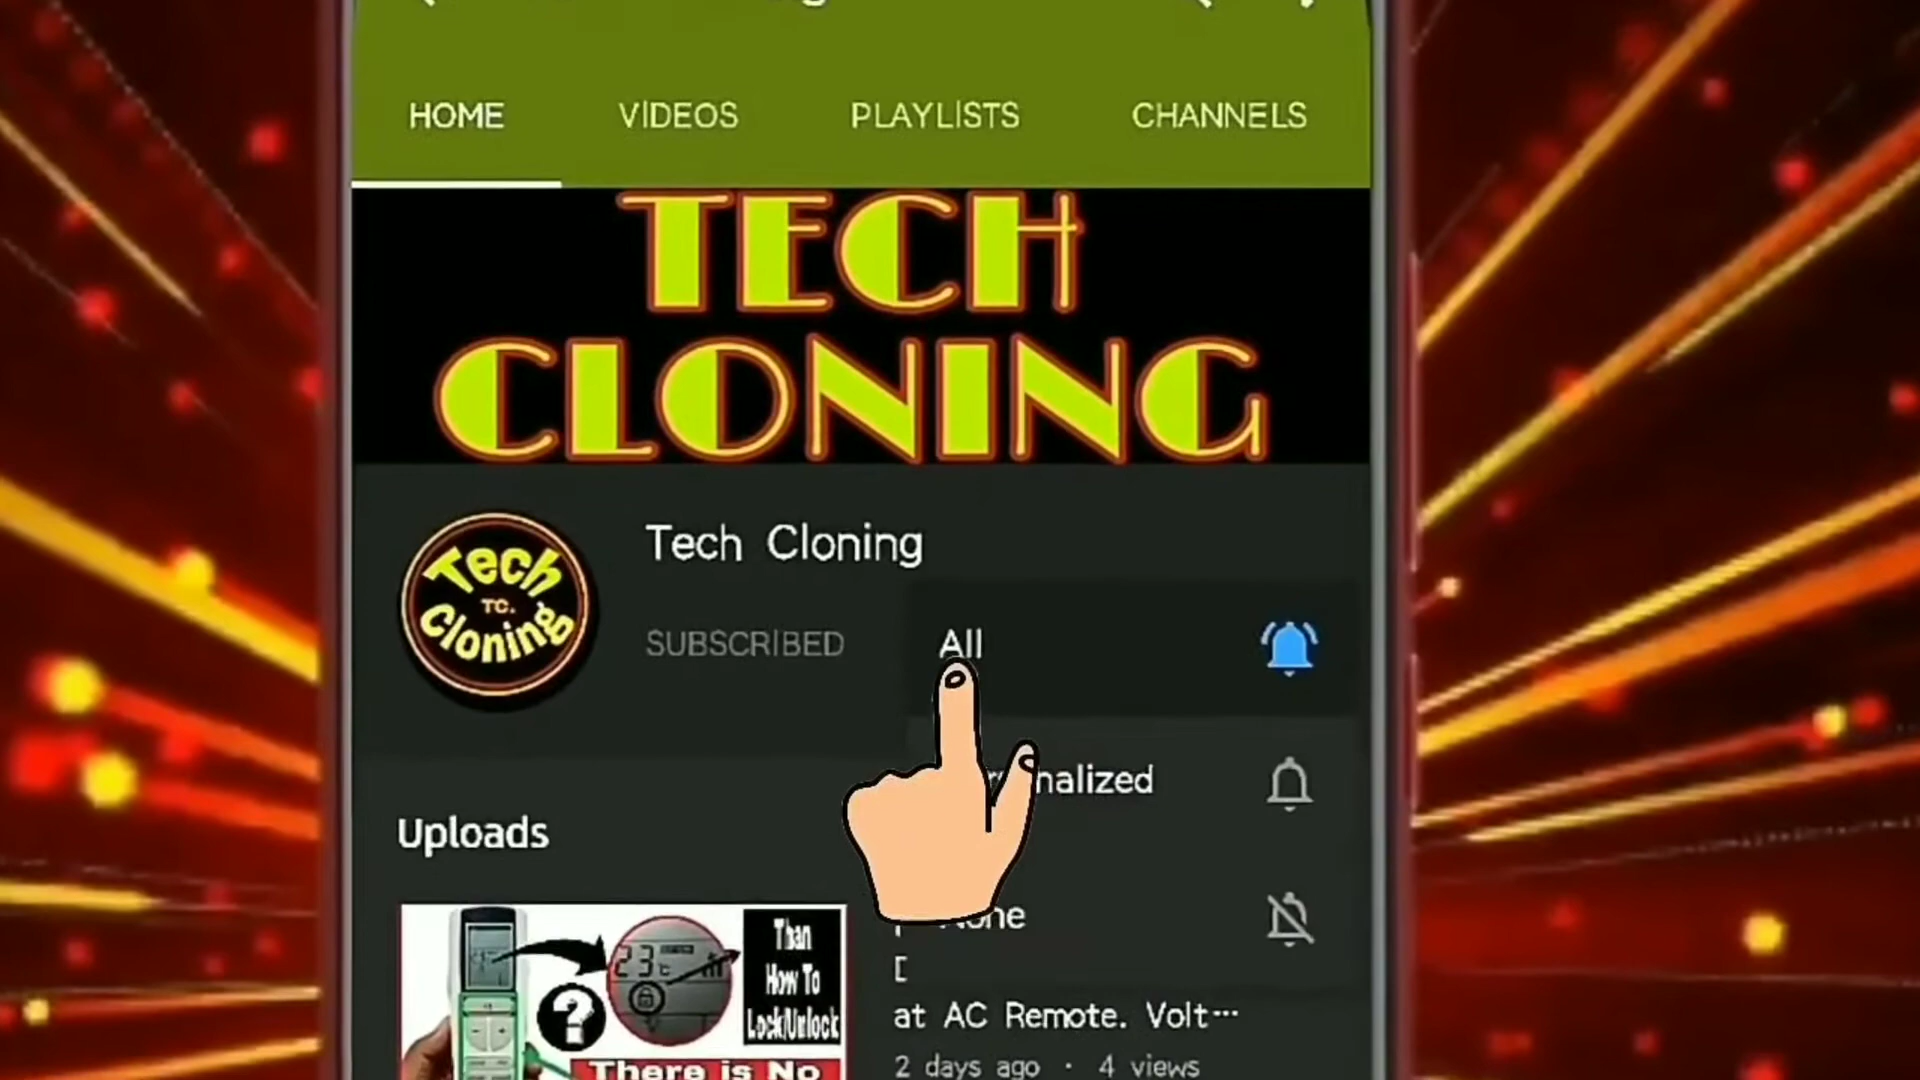 HOME VIDEOS PLAYLISTS CHANNELS
TECH
CLONING
Tech Cloning
Tech
TC.
Cloning
SUBSCRIBED
All
Uploads
23
Than
How To
Lock/Unlock
There is No
at AC Remote. Volt…
2 days ago · 4 views